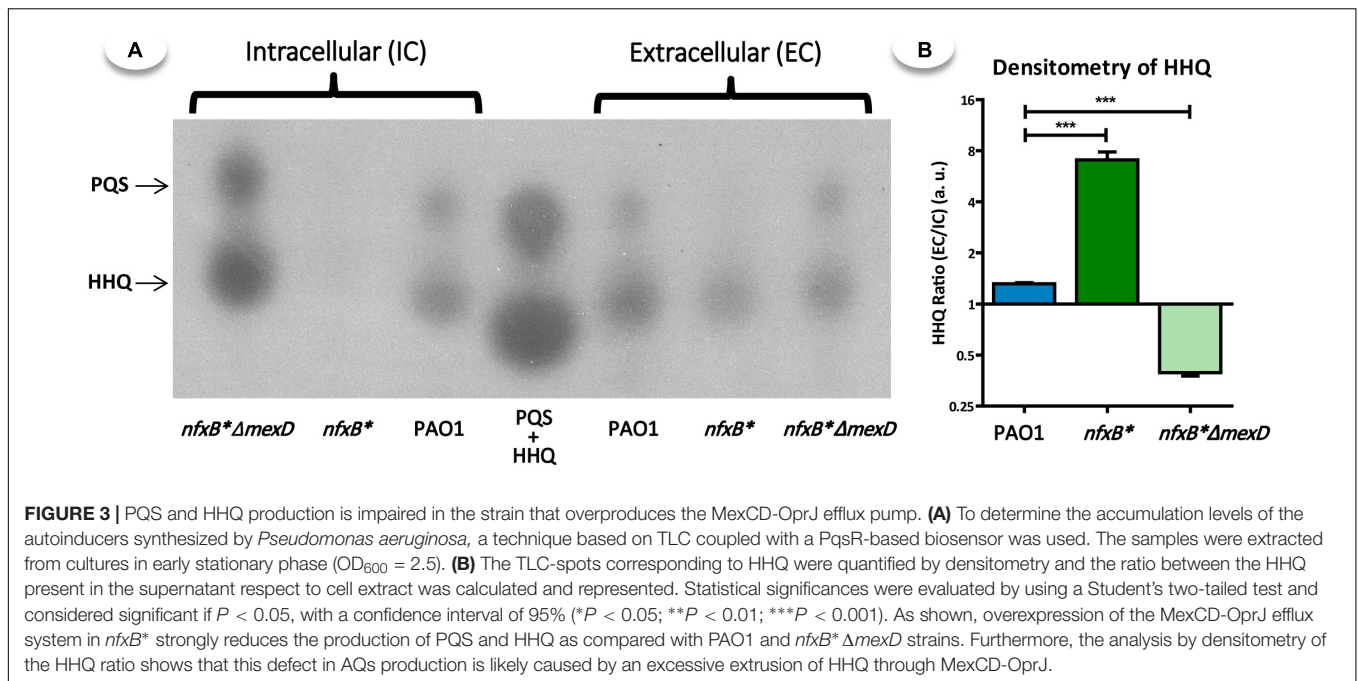 A
Intracellular (IC)
Extracellular (EC)
PQS
HHQ
nfxB*ΔmexD
nfxB*
PAO1
PQS
+
HHQ
PAO1
nfxB*
nfxB*ΔmexD
B
Densitometry of HHQ
HHQ Ratio (EC/IC) (a. u.)
16
8
4
2
1
0.5
0.25
***
***
PAO1
nfxB*
nfxB*ΔmexD
FIGURE 3 | PQS and HHQ production is impaired in the strain that overproduces the MexCD-OprJ efflux pump. (A) To determine the accumulation levels of the
autoinducers synthesized by Pseudomonas aeruginosa, a technique based on TLC coupled with a PqsR-based biosensor was used. The samples were extracted
from cultures in early stationary phase (OD600 = 2.5). (B) The TLC-spots corresponding to HHQ were quantified by densitometry and the ratio between the HHQ
present in the supernatant respect to cell extract was calculated and represented. Statistical significances were evaluated by using a Student's two-tailed test and
considered significant if P < 0.05, with a confidence interval of 95% (*P < 0.05; **P < 0.01; ***P < 0.001). As shown, overexpression of the MexCD-OprJ efflux
system in nfxB* strongly reduces the production of PQS and HHQ as compared with PAO1 and nfxB*ΔmexD strains. Furthermore, the analysis by densitometry of
the HHQ ratio shows that this defect in AQs production is likely caused by an excessive extrusion of HHQ through MexCD-OprJ.